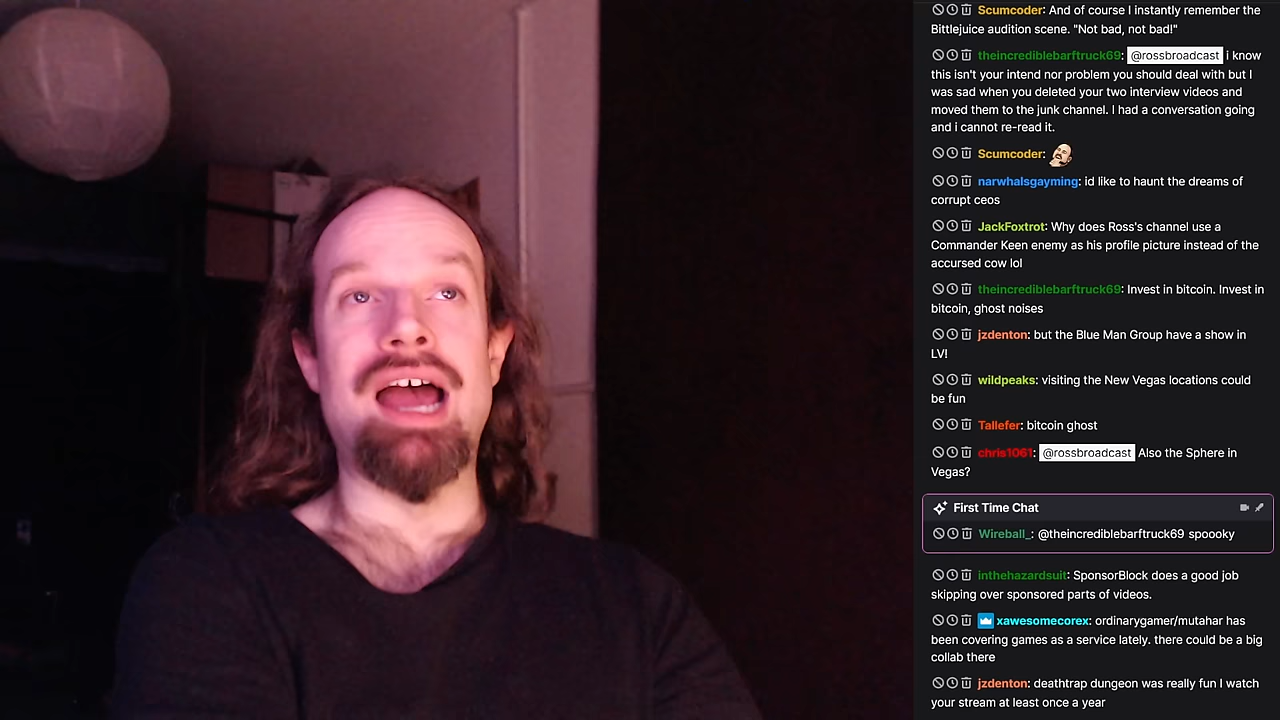 Scumcoder: And of course I instantly remember the
Bittlejuice audition scene. "Not bad, not bad!"
theincrediblebarftruck69: @rossbroadcast i know
this isn't your intend nor problem you should deal with but I
was sad when you deleted your two interview videos and
moved them to the junk channel. I had a conversation going
and i cannot re-read it.
Scumcoder:
narwhalsgayming: id like to haunt the dreams of
corrupt ceos
JackFoxtrot: Why does Ross's channel use a
Commander Keen enemy as his profile picture instead of the
accursed cow lol
theincrediblebarftruck69: Invest in bitcoin. Invest in
bitcoin, ghost noises
jzdenton: but the Blue Man Group have a show in
LV!
wildpeaks: visiting the New Vegas locations could
be fun
Tallefer: bitcoin ghost
chris1061: @rossbroadcast Also the Sphere in
Vegas?
First Time Chat
Wireball_: @theincrediblebarftruck69 spoooky
inthehazardsuit: SponsorBlock does a good job
skipping over sponsored parts of videos.
xawesomecorex: ordinarygamer/mutahar has
been covering games as a service lately. there could be a big
collab there
jzdenton: deathtrap dungeon was really fun I watch
your stream at least once a year